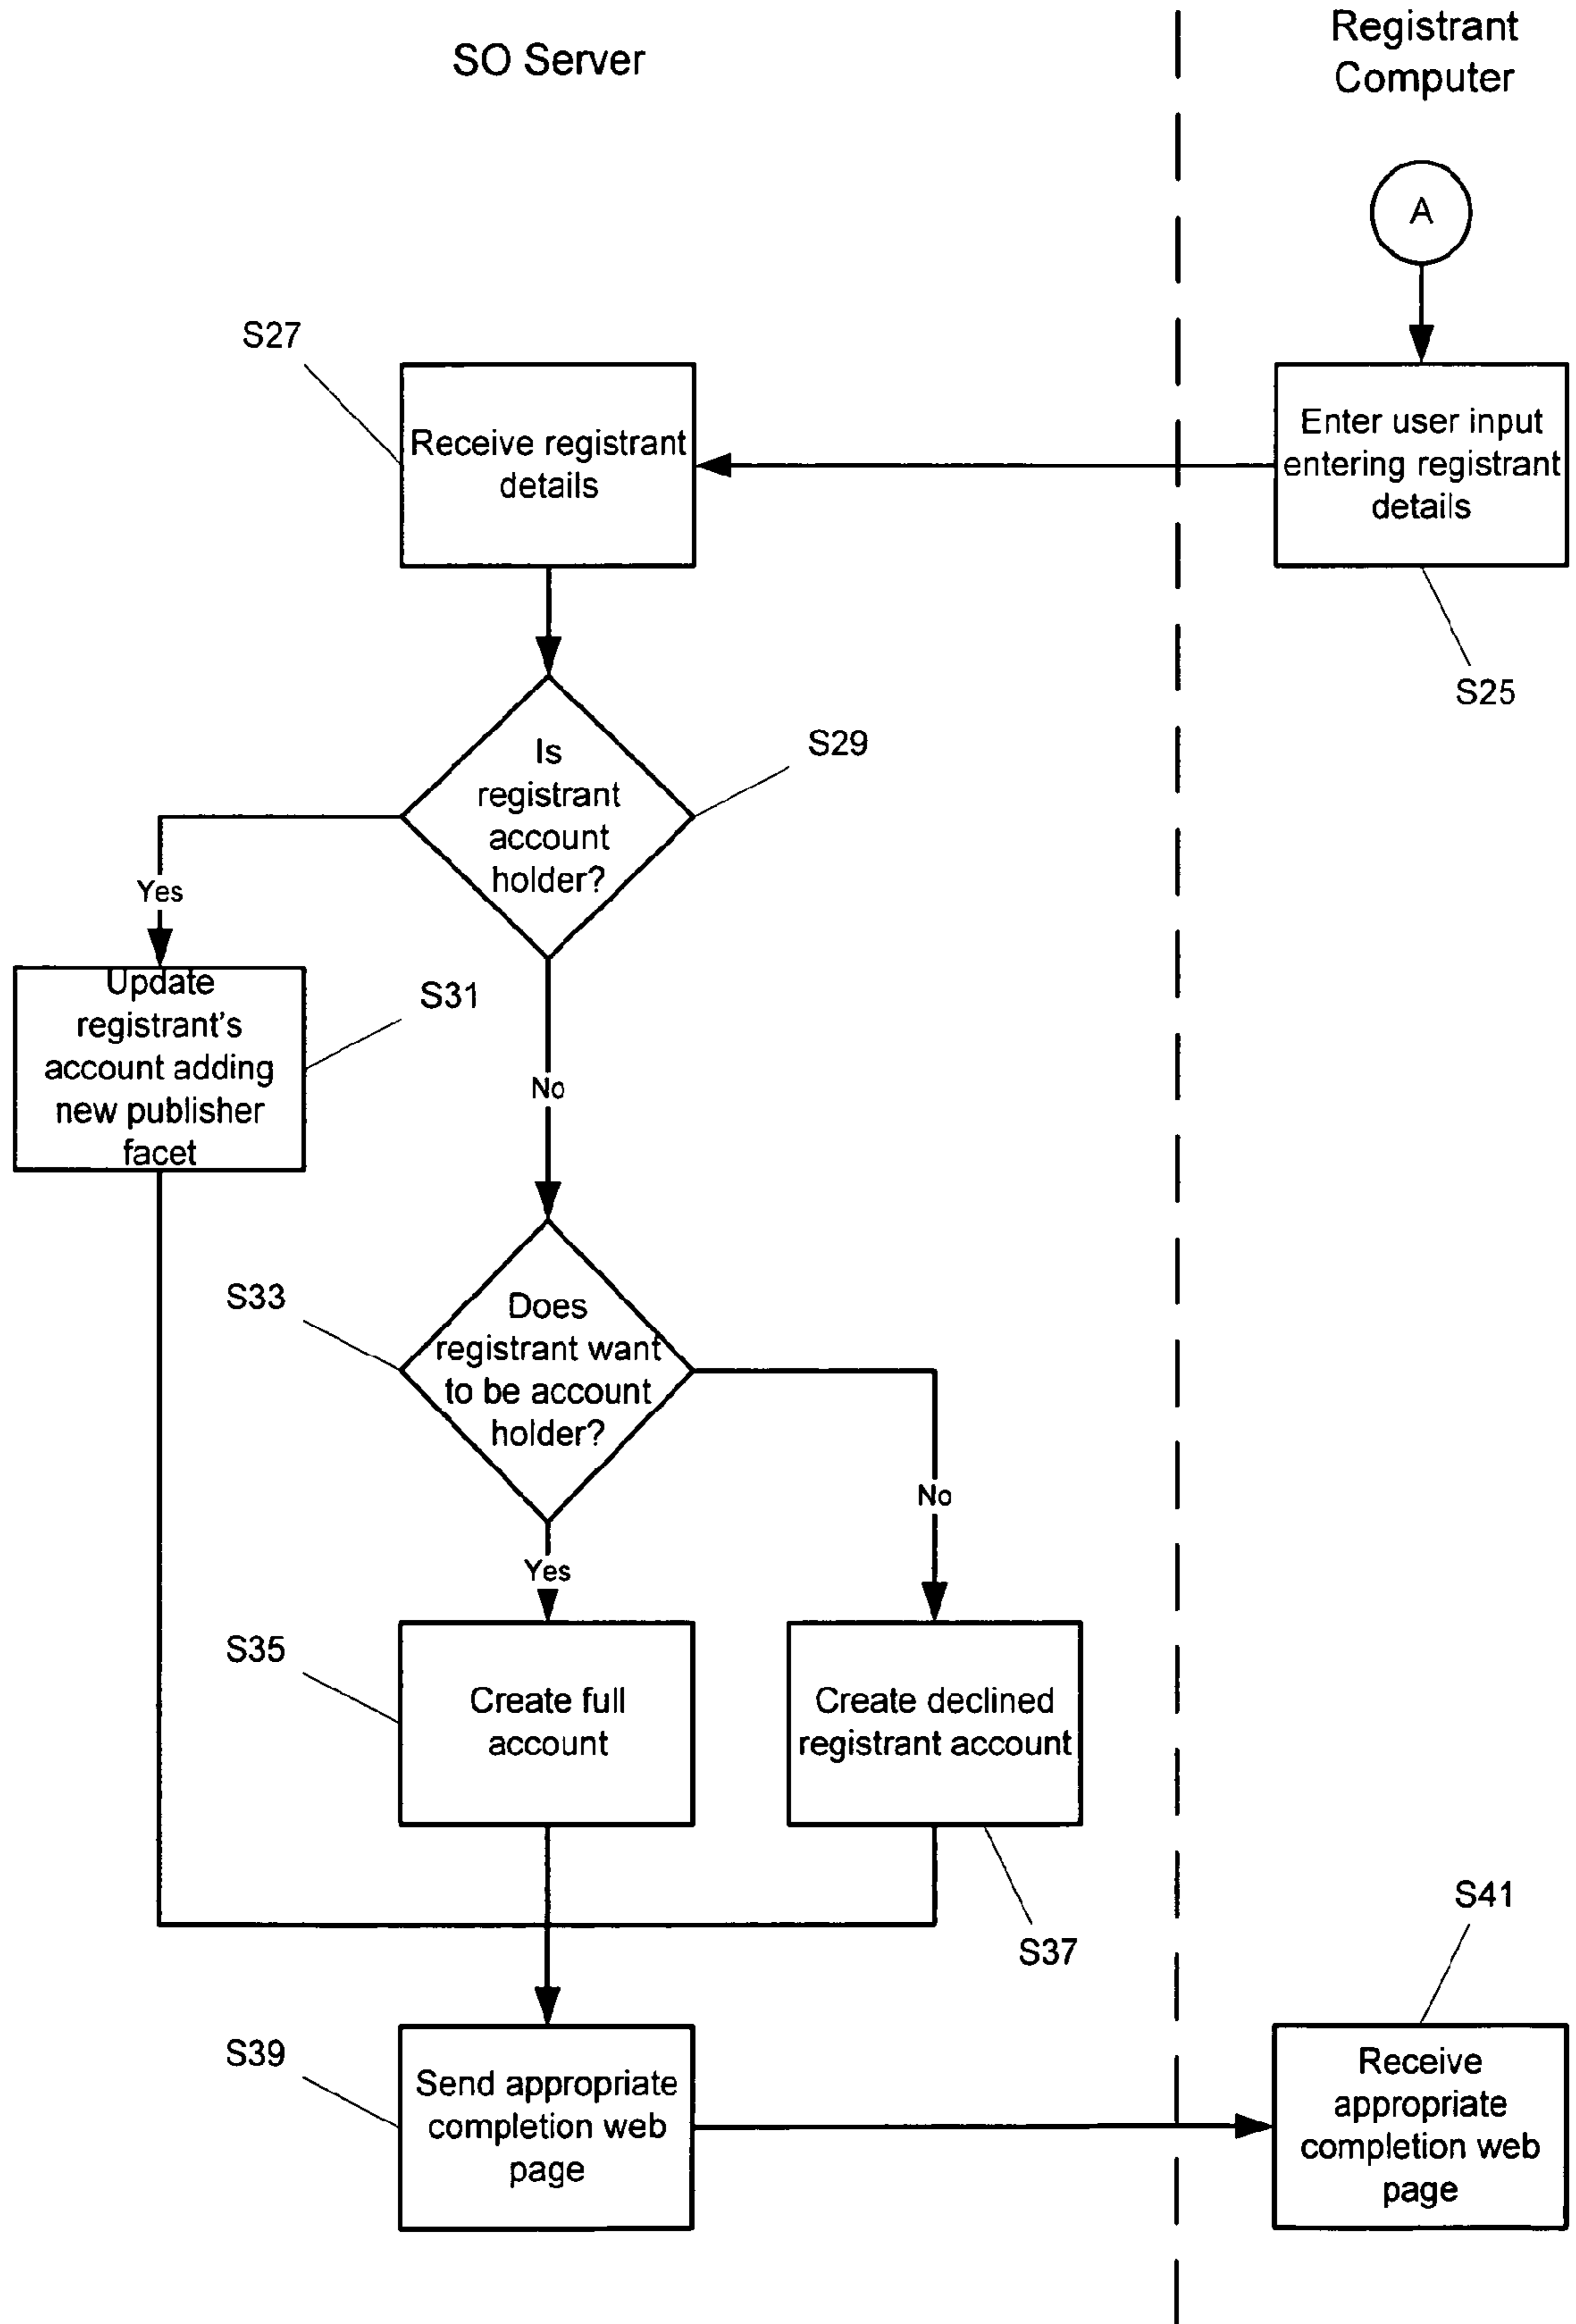 SO Server
Registrant
Computer
A
S27
Receive registrant
details
Enter user input
entering registrant
details
S25
Is
registrant
account
holder?
S29
Yes
Update
registrant's
account adding
new publisher
facet
S31
No
S33
Does
registrant want
to be account
holder?
No
Yes
S35
Create full
account
Create declined
registrant account
S37
S41
S39
Send appropriate
completion web
page
Receive
appropriate
completion web
page